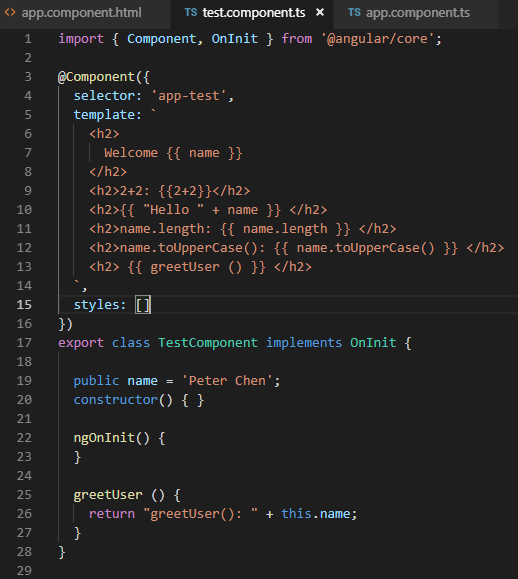 app.component.html TS test.component.ts × TS app.component.ts
1 import { Component, OnInit } from '@angular/core';
2
3 @Component({
4   selector: 'app-test',
5   template: `
6     <h2>
7       Welcome {{ name }}
8     </h2>
9     <h2>2+2: {{2+2}}</h2>
10     <h2>{{ "Hello " + name }} </h2>
11     <h2>name.length: {{ name.length }} </h2>
12     <h2>name.toUpperCase(): {{ name.toUpperCase() }} </h2>
13     <h2> {{ greetUser () }} </h2>
14   `,
15   styles: []
16 })
17 export class TestComponent implements OnInit {
18
19   public name = 'Peter Chen';
20   constructor() { }
21
22   ngOnInit() {
23   }
24
25   greetUser () {
26     return "greetUser(): " + this.name;
27   }
28 }
29